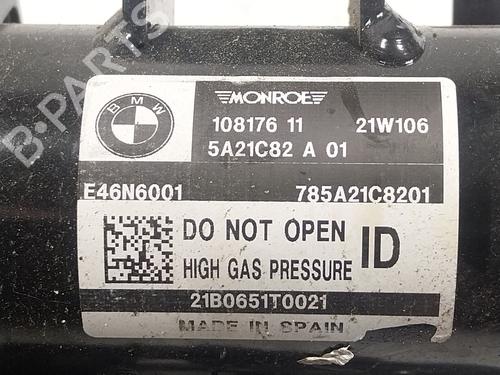 BMW
MONROE
108176 11 21W106
5A21C82 A 01
E46N6001 785A21C8201
DO NOT OPEN
HIGH GAS PRESSURE
ID
21B0651T0021
MADE IN SPAIN
B-PARTS